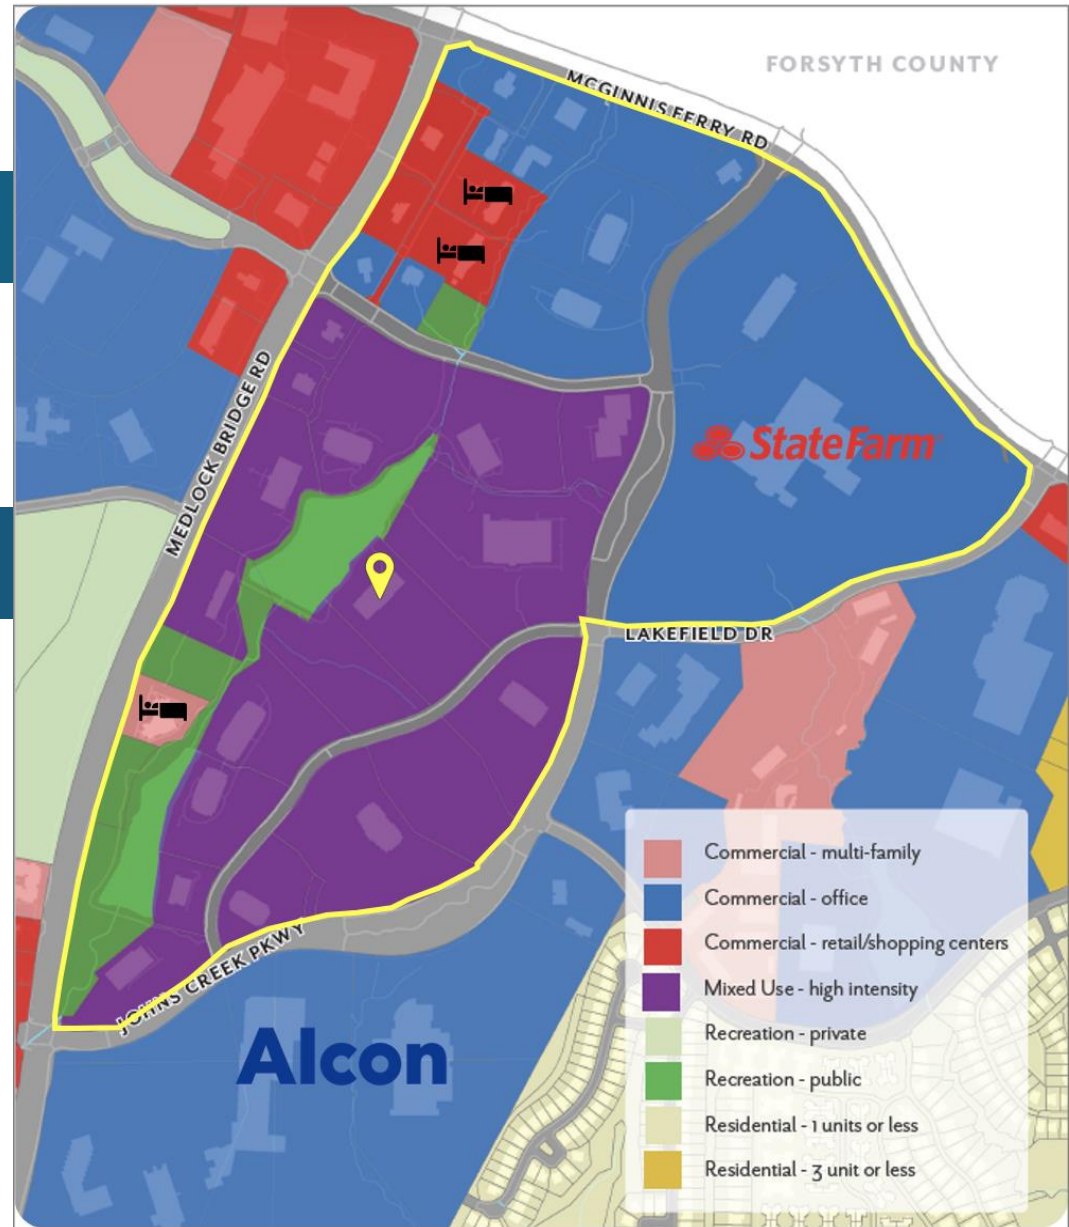 FORSYTH COUNTY
MCGINNIS FERRY RD
MEDLOCK BRIDGE RD
StateFarm
LAKEFIELD DR
JOHNS CREEK PKWY
Alcon
Commercial - multi-family
Commercial - office
Commercial - retail/shopping centers
Mixed Use - high intensity
Recreation - private
Recreation - public
Residential - 1 units or less
Residential - 3 unit or less